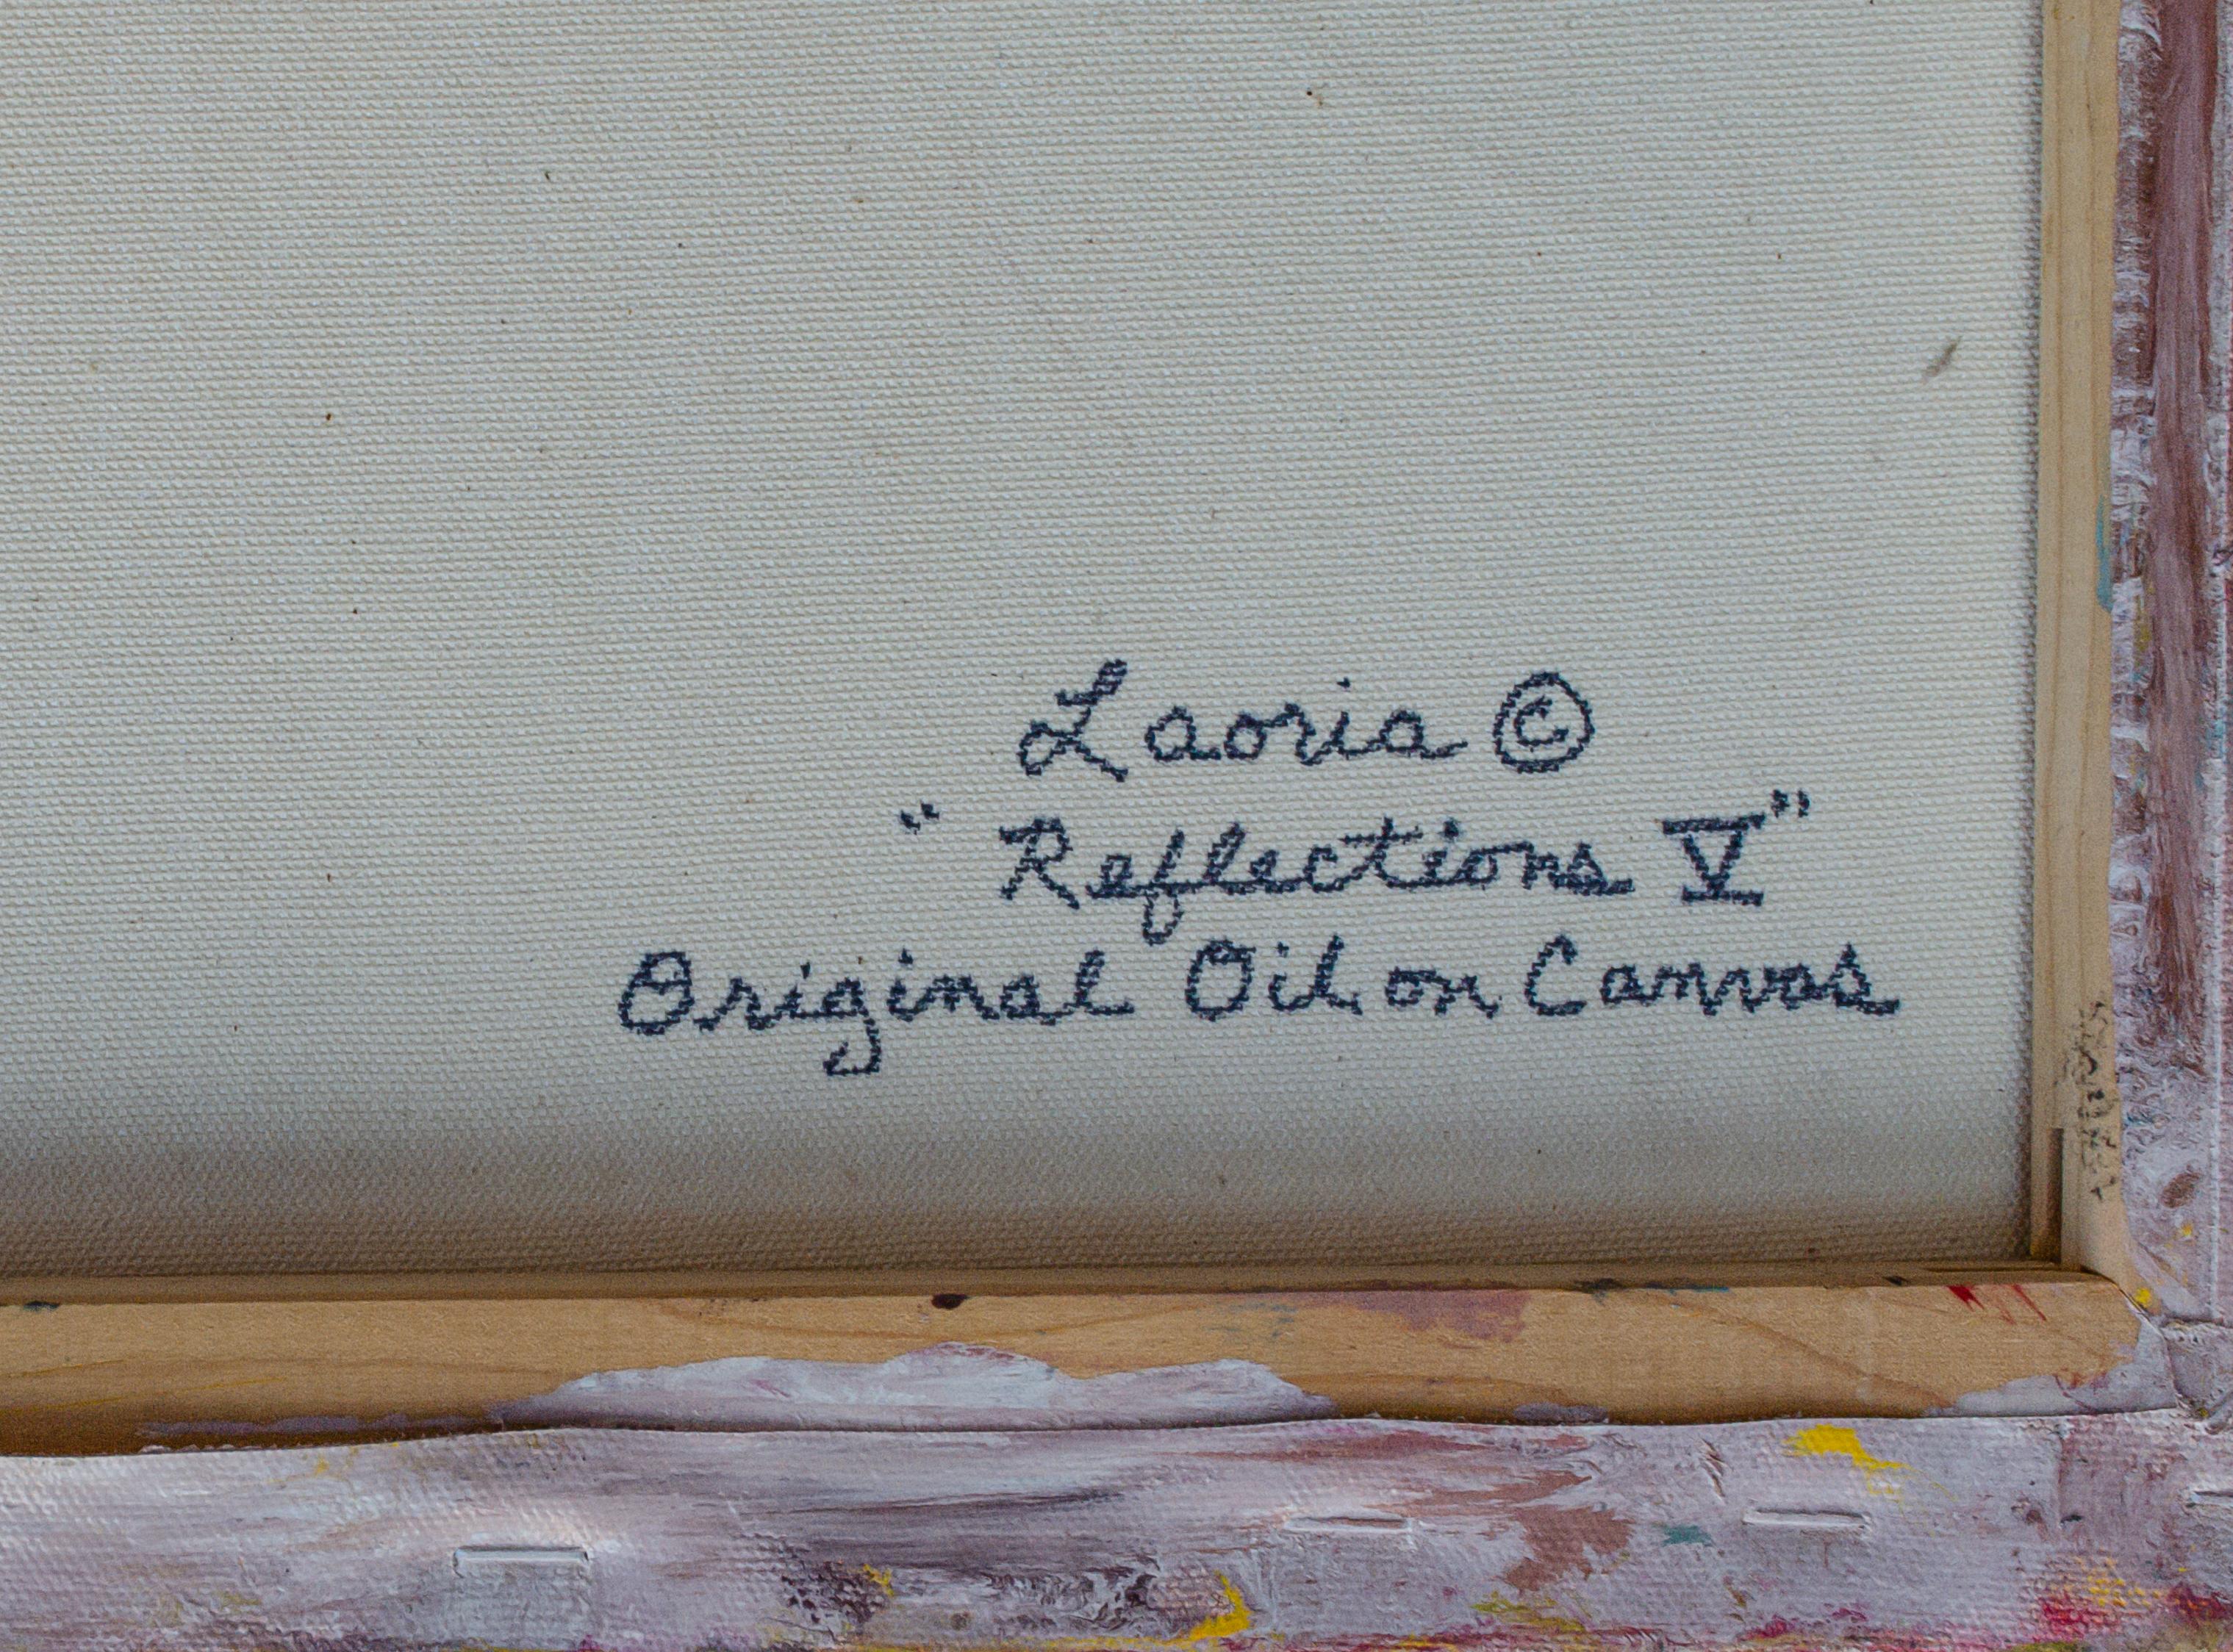 Laoria ©
"Reflections V"
Original Oil on Canvas